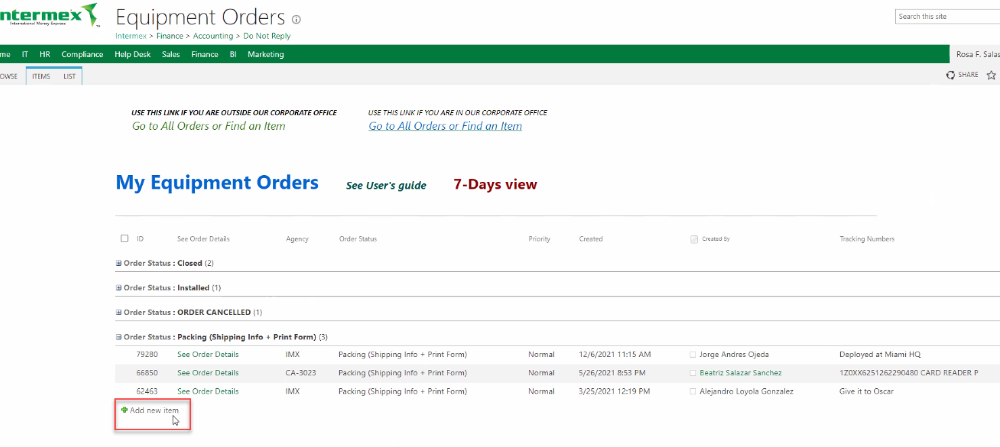 ntermex
International Money Express
TM
Equipment Orders
Intermex > Finance > Accounting > Do Not Reply
Search this site
me IT HR Compliance Help Desk Sales Finance BI Marketing
Rosa F. Salas
OWSE ITEMS LIST
SHARE
USE THIS LINK IF YOU ARE OUTSIDE OUR CORPORATE OFFICE USE THIS LINK IF YOU ARE IN OUR CORPORATE OFFICE
Go to All Orders or Find an Item Go to All Orders or Find an Item
My Equipment Orders See User's guide 7-Days view
ID See Order Details Agency Order Status Priority Created Created By Tracking Numbers
Order Status : Closed (2)
Order Status : Installed (1)
Order Status : ORDER CANCELLED (1)
Order Status : Packing (Shipping Info + Print Form) (3)
79280 See Order Details IMX Packing (Shipping Info + Print Form) Normal 12/6/2021 11:15 AM Jorge Andres Ojeda Deployed at Miami HQ
66850 See Order Details CA-3023 Packing (Shipping Info + Print Form) Normal 5/26/2021 8:53 PM Beatriz Salazar Sanchez 1Z0XX6251262290480 CARD READER P
62463 See Order Details IMX Packing (Shipping Info + Print Form) Normal 3/25/2021 12:19 PM Alejandro Loyola Gonzalez Give it to Oscar
Add new item